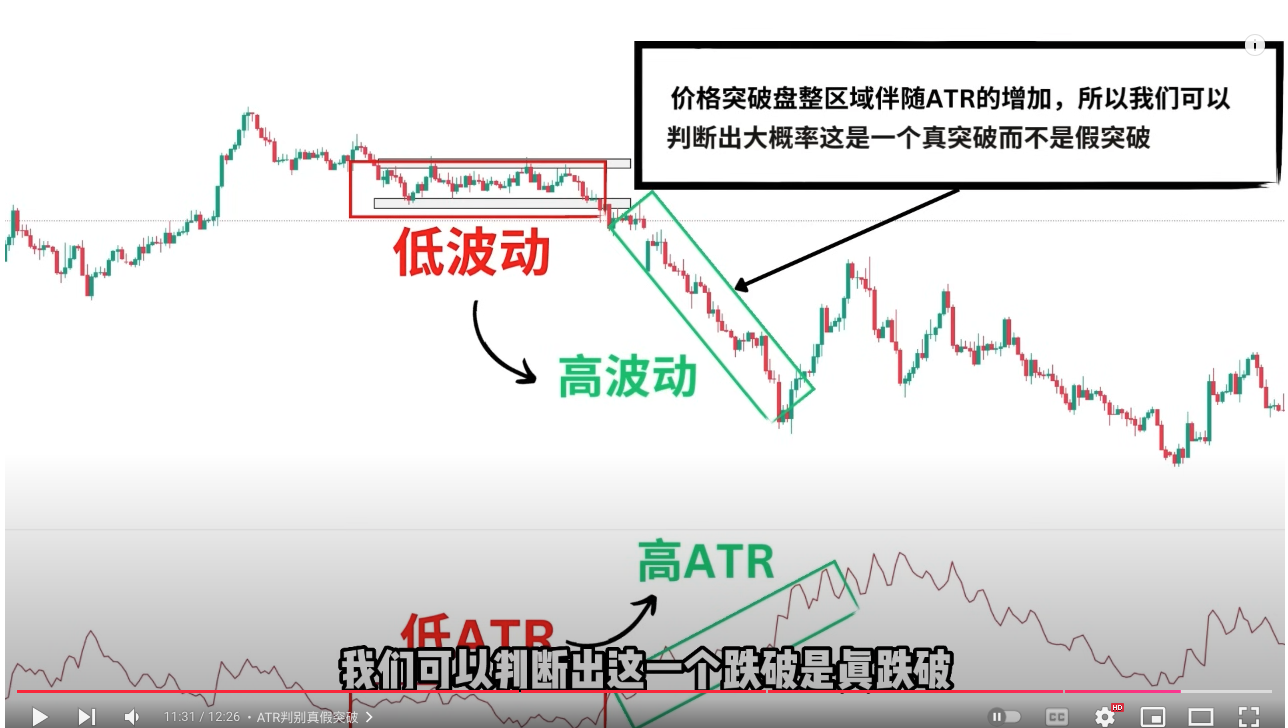 价格突破盘整区域伴随ATR的增加，所以我们可以
判断出大概率这是一个真突破而不是假突破
低波动
高波动
高ATR
低ATR
我们可以判断出这一个跌破是真跌破
11:31 / 12:26 • ATR判别真假突破
CC
HD